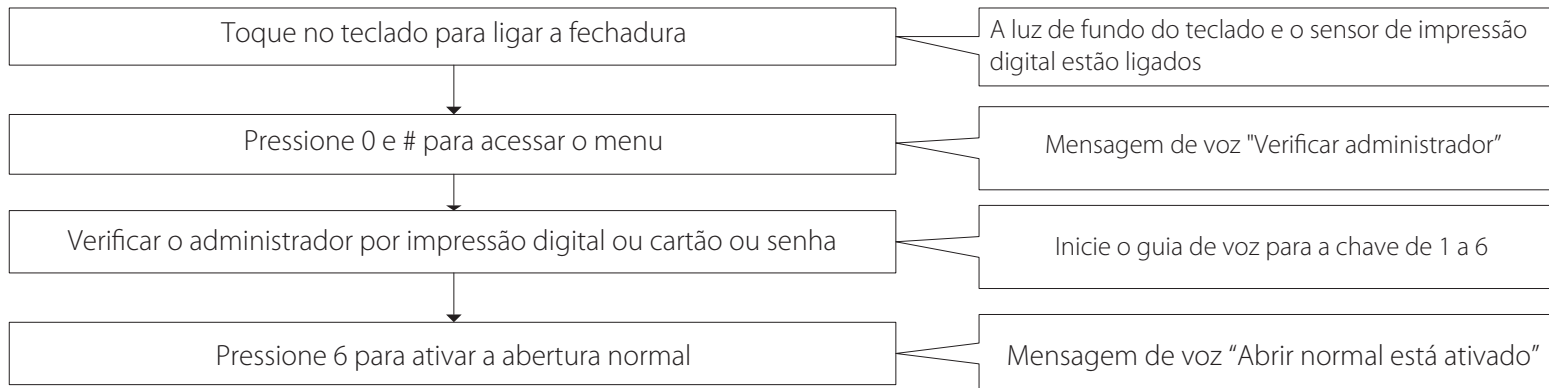 Toque no teclado para ligar a fechadura
A luz de fundo do teclado e o sensor de impressão
digital estão ligados
Pressione 0 e # para acessar o menu
Mensagem de voz "Verificar administrador”
Verificar o administrador por impressão digital ou cartão ou senha
Inicie o guia de voz para a chave de 1 a 6
Pressione 6 para ativar a abertura normal
Mensagem de voz “Abrir normal está ativado”